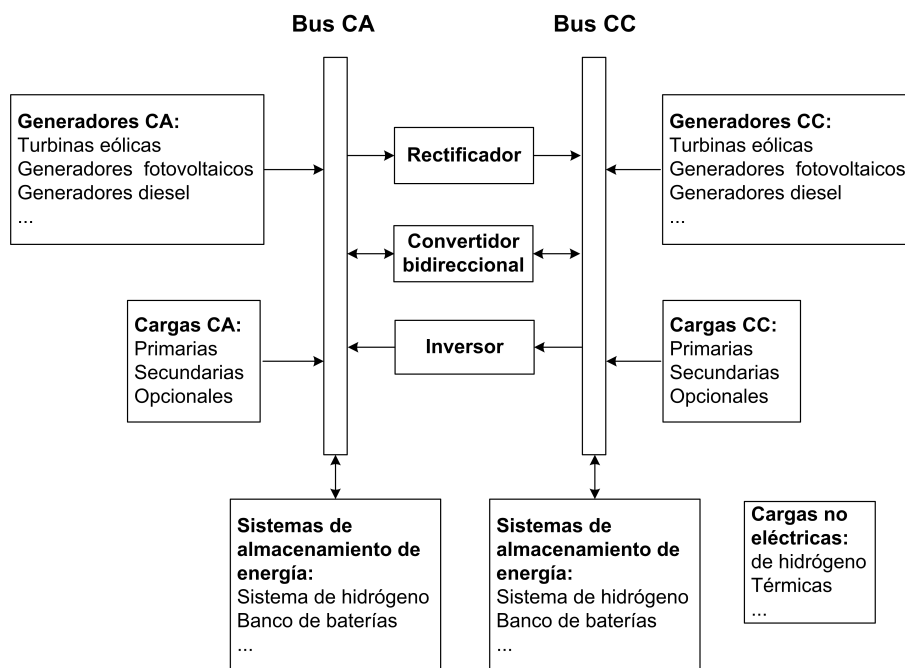 Bus CA
Bus CC
Generadores CA:
Turbinas eólicas
Generadores fotovoltaicos
Generadores diesel
...
Rectificador
Generadores CC:
Turbinas eólicas
Generadores fotovoltaicos
Generadores diesel
...
Convertidor
bidireccional
Cargas CA:
Primarias
Secundarias
Opcionales
Inversor
Cargas CC:
Primarias
Secundarias
Opcionales
Sistemas de
almacenamiento de
energía:
Sistema de hidrógeno
Banco de baterías
...
Sistemas de
almacenamiento de
energía:
Sistema de hidrógeno
Banco de baterías
...
Cargas no
eléctricas:
de hidrógeno
Térmicas
...